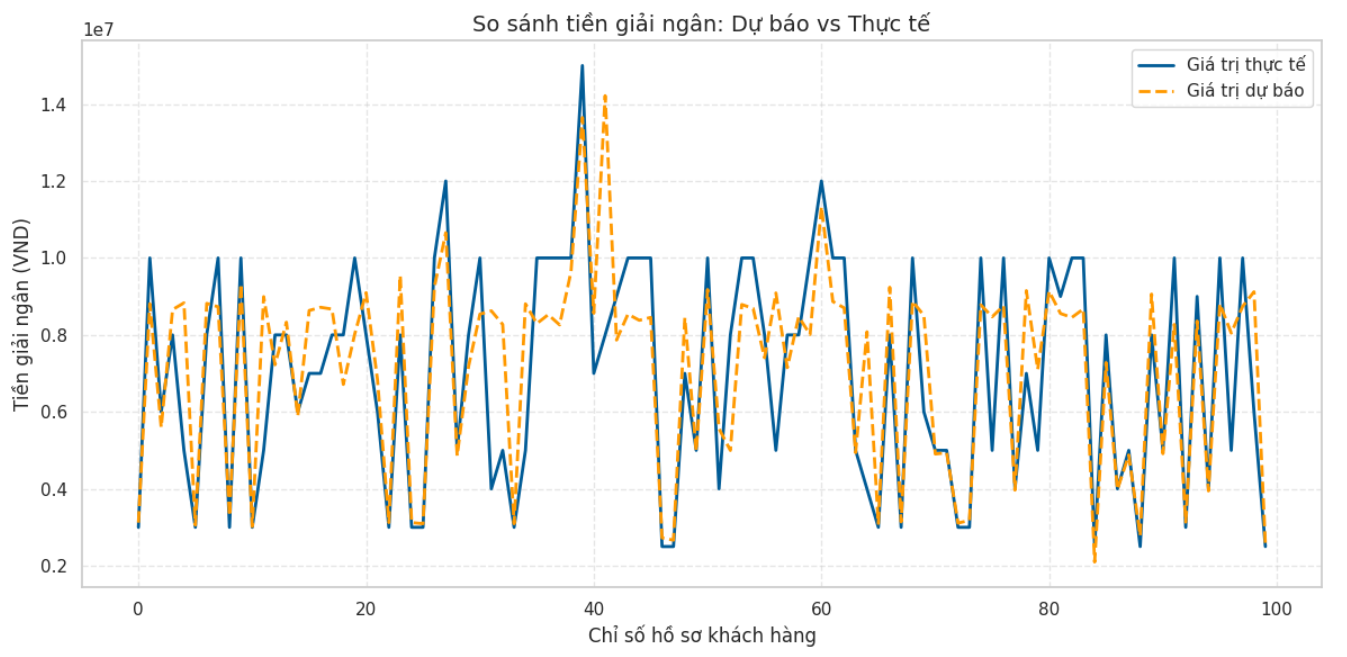 So sánh tiền giải ngân: Dự báo vs Thực tế
1e7
Giá trị thực tế
Giá trị dự báo
Tiền giải ngân (VND)
1.4
1.2
1.0
0.8
0.6
0.4
0.2
0 20 40 60 80 100
Chỉ số hồ sơ khách hàng